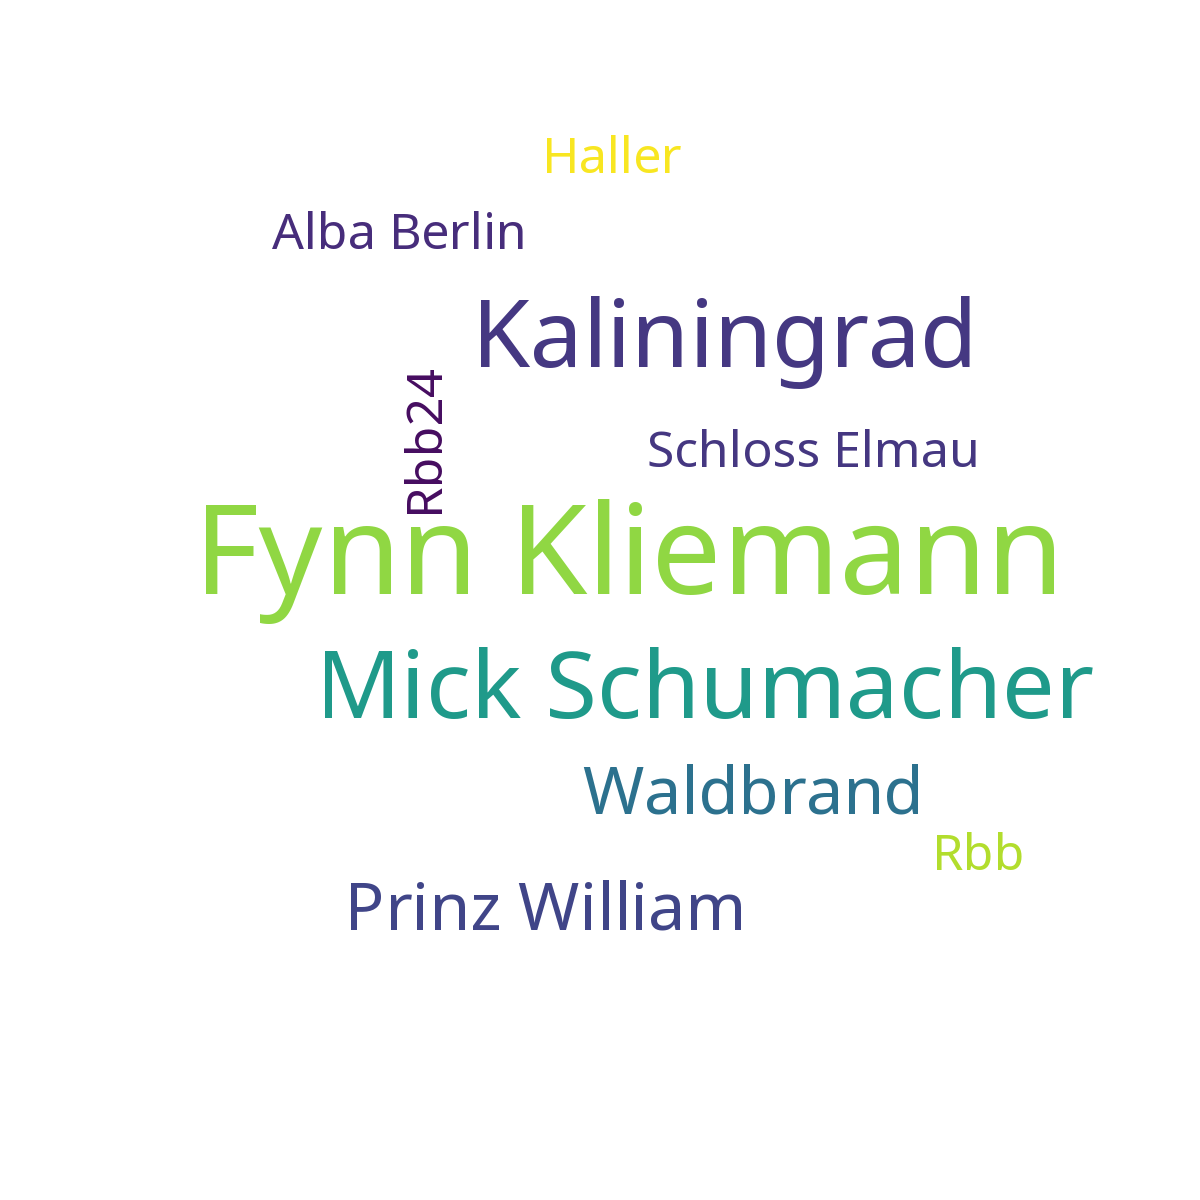 Haller
Alba Berlin
Kaliningrad
Rbb24
Schloss Elmau
Fynn Kliemann
Mick Schumacher
Waldbrand
Rbb
Prinz William